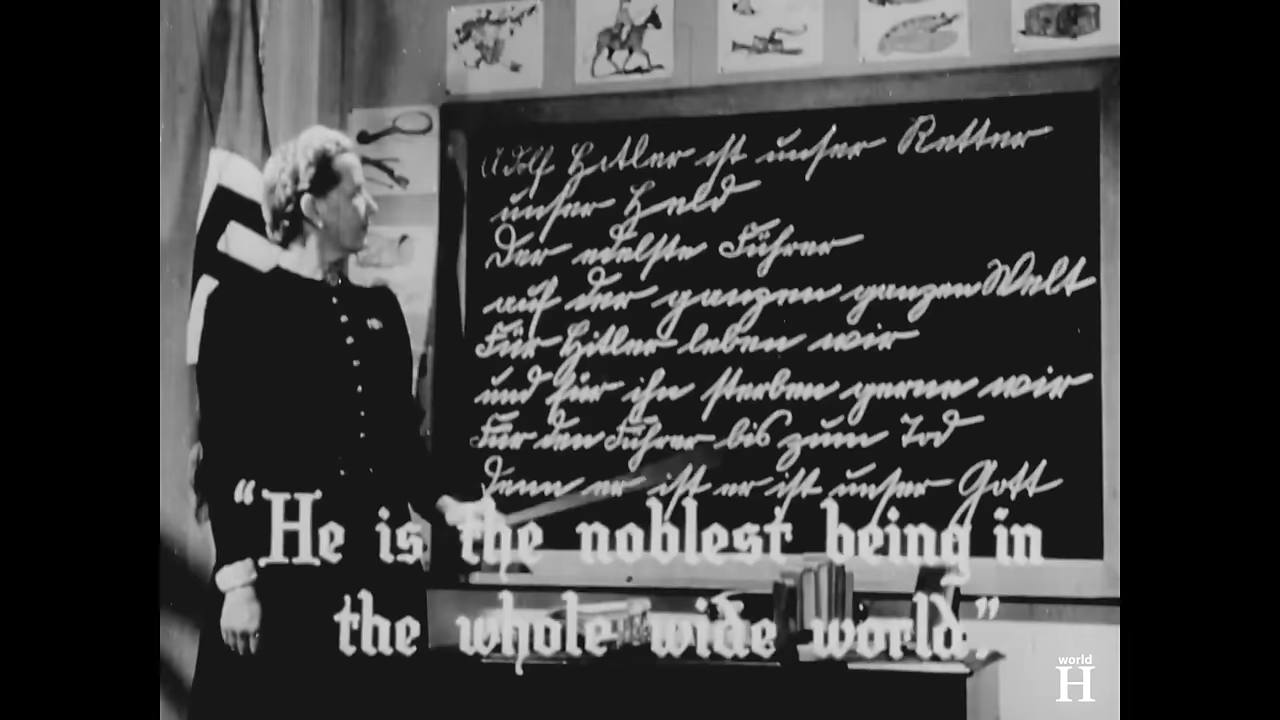 Adolf Hitler ist unser Retter
unser Held
Der edelste Führer
auf der ganzen ganzen Welt
Für Hitler leben wir
und für ihn sterben gerne wir
Für den Führer bis zum Tod
Denn er ist er ist unser Gott
"He is the noblest being in
the whole wide world."
world
H